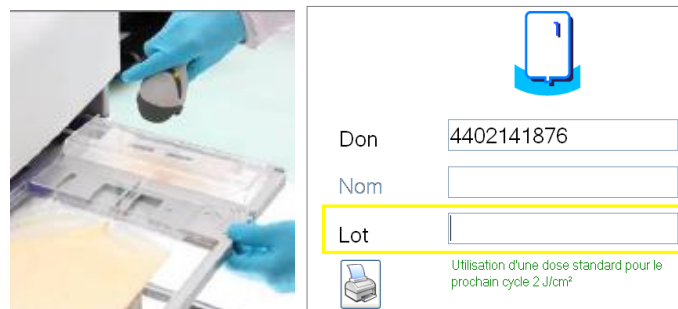 Don
4402141876
Nom
Lot
Utilisation d'une dose standard pour le
prochain cycle 2 J/cm²